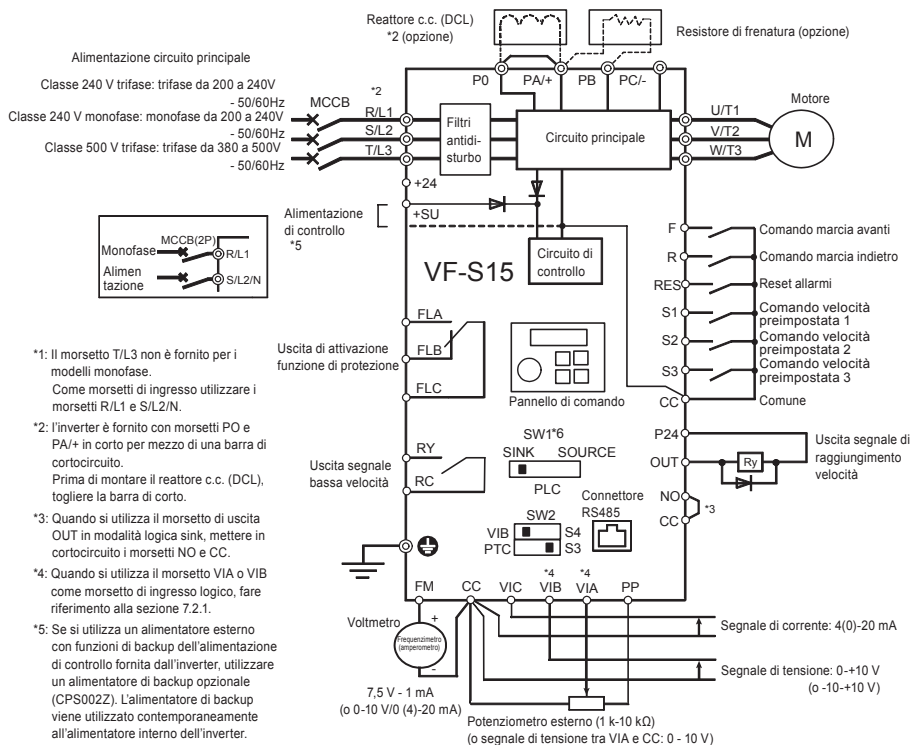 Reattore c.c. (DCL)
*2 (opzione)
Resistore di frenatura (opzione)
Alimentazione circuito principale
P0
PA/+
PB
PC/-
Classe 240 V trifase: trifase da 200 a 240V
- 50/60Hz
Classe 240 V monofase: monofase da 200 a 240V
- 50/60Hz
Classe 500 V trifase: trifase da 380 a 500V
- 50/60Hz
MCCB
*2
R/L1
S/L2
T/L3
Filtri
antidi-
sturbo
Circuito principale
U/T1
V/T2
W/T3
Motore
M
+24
+SU
Alimentazione
di controllo
*5
Circuito di
controllo
VF-S15
MCCB(2P)
Monofase
R/L1
Alimen
tazione
S/L2/N
F
Comando marcia avanti
R
Comando marcia indietro
RES
Reset allarmi
S1
Comando velocità
preimpostata 1
S2
Comando velocità
preimpostata 2
S3
Comando velocità
preimpostata 3
CC
Comune
FLA
FLB
FLC
Uscita di attivazione
funzione di protezione
Pannello di comando
P24
OUT
Ry
Uscita segnale di
raggiungimento
velocità
NO
CC
*3
RY
RC
Uscita segnale
bassa velocità
SW1*6
SINK
SOURCE
PLC
SW2
VIB
S4
PTC
S3
Connettore
RS485
*4
*4
FM
CC
VIC
VIB
VIA
PP
Voltmetro
+
Frequenzimetro
(amperometro)
-
7,5 V - 1 mA
(o 0-10 V/0 (4)-20 mA)
Segnale di corrente: 4(0)-20 mA
Segnale di tensione: 0-+10 V
(o -10-+10 V)
Potenziometro esterno (1 k-10 kΩ)
(o segnale di tensione tra VIA e CC: 0 - 10 V)
*1: Il morsetto T/L3 non è fornito per i
modelli monofase.
Come morsetti di ingresso utilizzare i
morsetti R/L1 e S/L2/N.
*2: l'inverter è fornito con morsetti PO e
PA/+ in corto per mezzo di una barra di
cortocircuito.
Prima di montare il reattore c.c. (DCL),
togliere la barra di corto.
*3: Quando si utilizza il morsetto di uscita
OUT in modalità logica sink, mettere in
cortocircuito i morsetti NO e CC.
*4: Quando si utilizza il morsetto VIA o VIB
come morsetto di ingresso logico, fare
riferimento alla sezione 7.2.1.
*5: Se si utilizza un alimentatore esterno
con funzioni di backup dell'alimentazione
di controllo fornita dall'inverter, utilizzare
un alimentatore di backup opzionale
(CPS002Z). L'alimentatore di backup
viene utilizzato contemporaneamente
all'alimentatore interno dell'inverter.